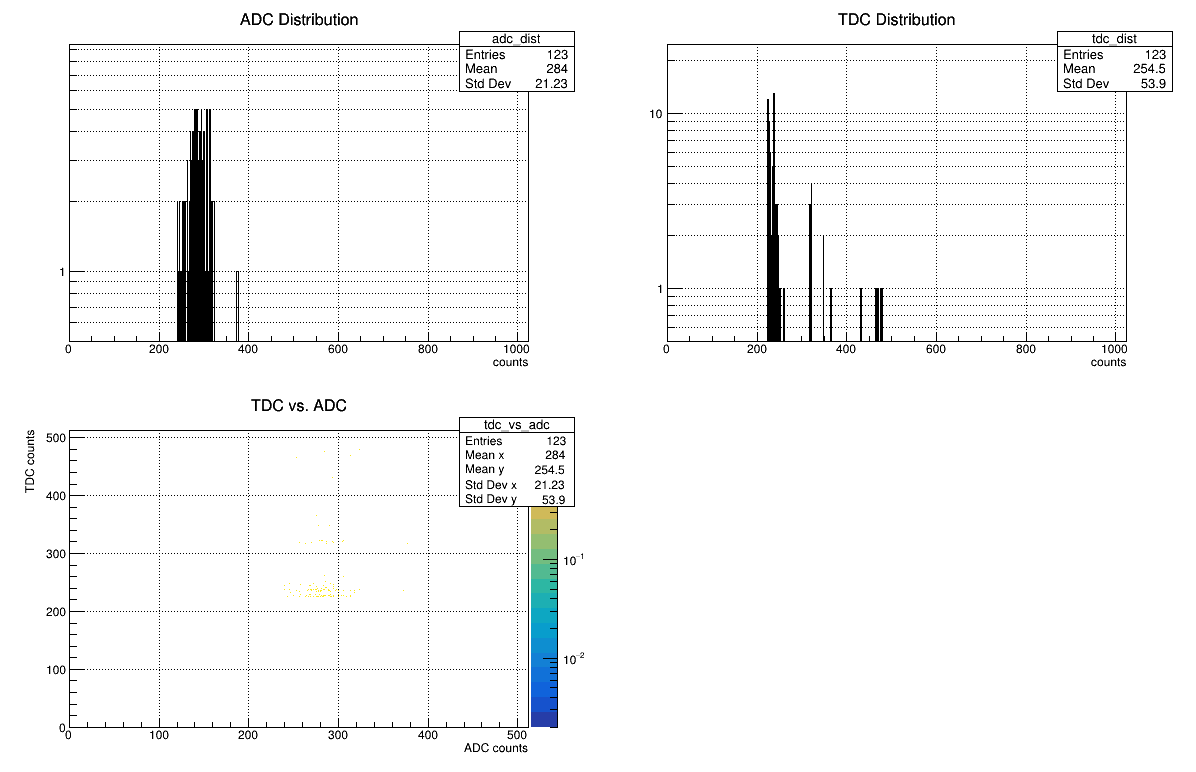 ADC Distribution
adc_dist
Entries 123
Mean 284
Std Dev 21.23
1
0 200 400 600 800 1000
counts
TDC Distribution
tdc_dist
Entries 123
Mean 254.5
Std Dev 53.9
10
1
0 200 400 600 800 1000
counts
TDC vs. ADC
tdc_vs_adc
Entries 123
Mean x 284
Mean y 254.5
Std Dev x 21.23
Std Dev y 53.9
TDC counts
500
400
300
200
100
0
0 100 200 300 400 500
ADC counts
10⁻¹
10⁻²